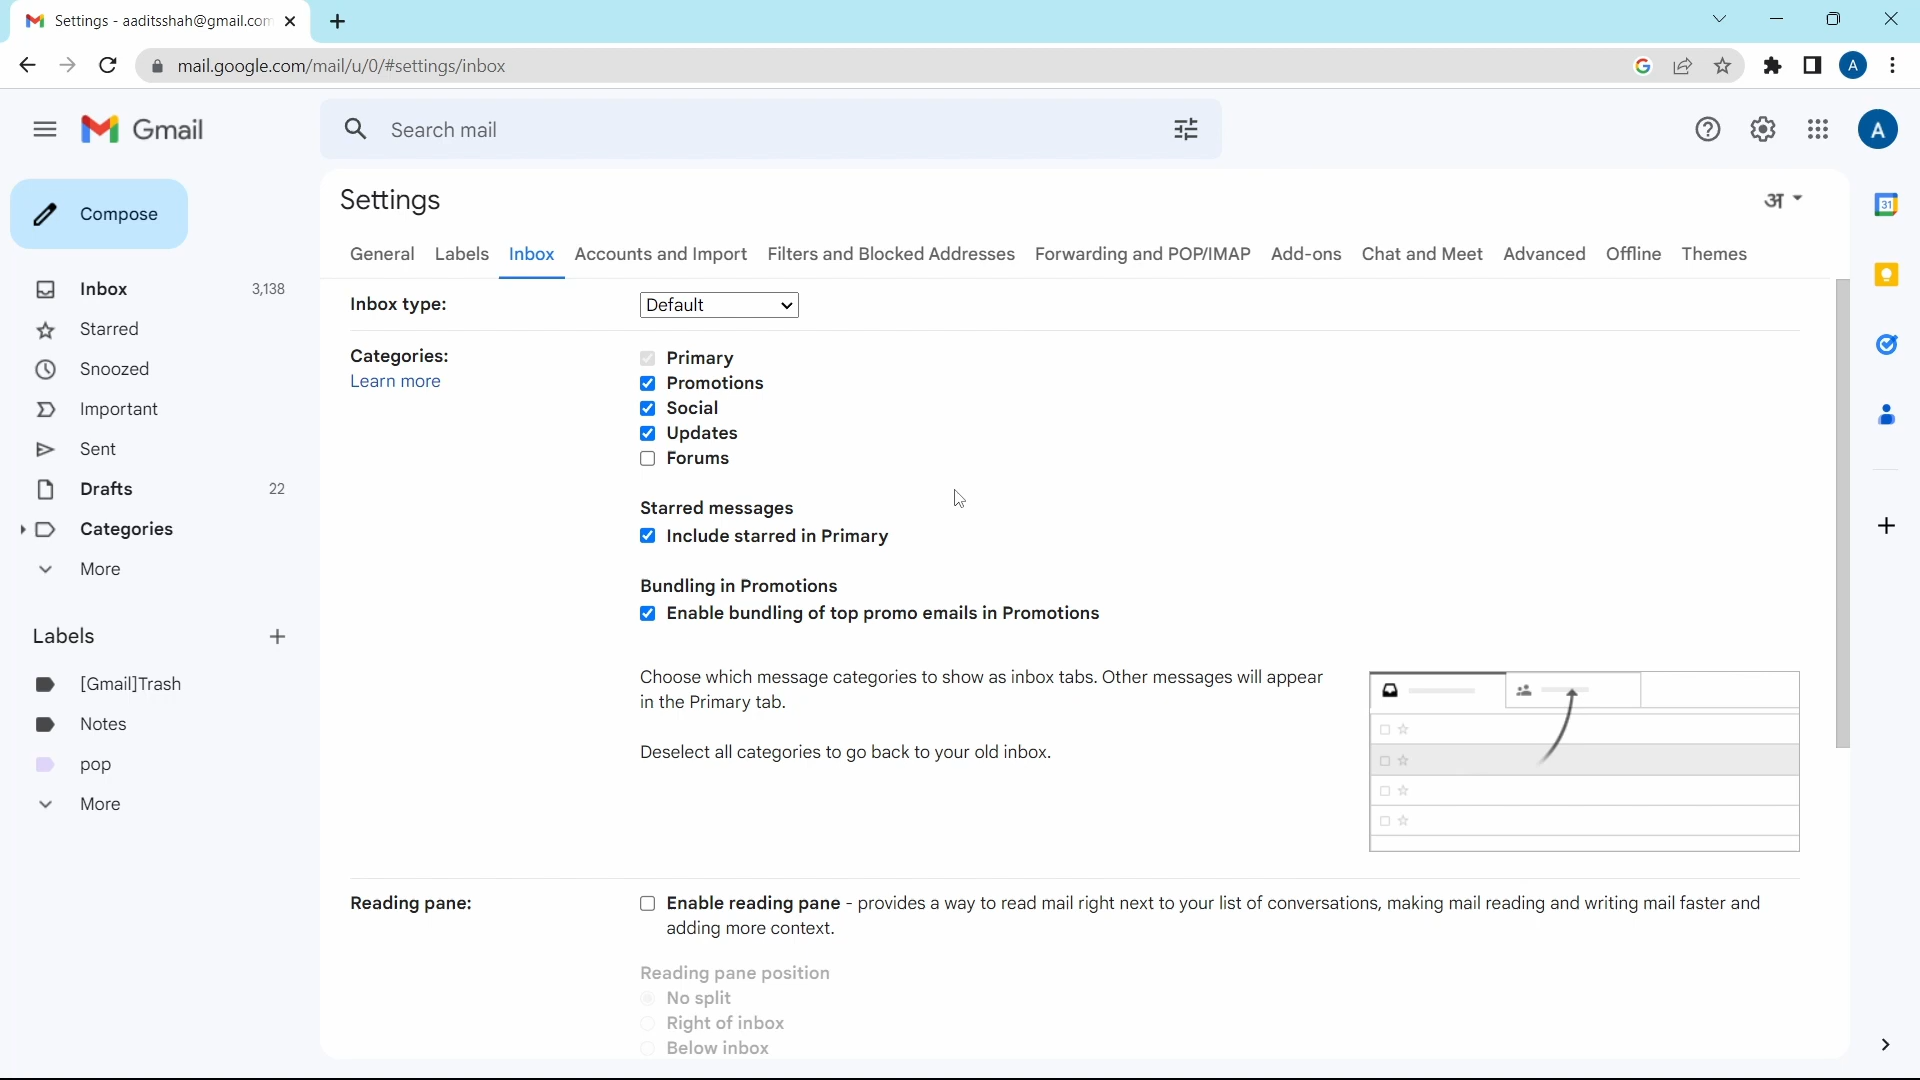 Settings - aaditsshah@gmail.con
mail.google.com/mail/u/0/#settings/inbox
A
Gmail
Search mail
A
Compose
Settings
अ
31
General Labels Inbox Accounts and Import Filters and Blocked Addresses Forwarding and POP/IMAP Add-ons Chat and Meet Advanced Offline Themes
Inbox 3,138
Starred
Snoozed
Important
Sent
Drafts 22
Categories
More
Labels
[Gmail]Trash
Notes
pop
More
Inbox type: Default
Categories:
Learn more
Primary
Promotions
Social
Updates
Forums
Starred messages
Include starred in Primary
Bundling in Promotions
Enable bundling of top promo emails in Promotions
Choose which message categories to show as inbox tabs. Other messages will appear
in the Primary tab.
Deselect all categories to go back to your old inbox.
Reading pane: Enable reading pane - provides a way to read mail right next to your list of conversations, making mail reading and writing mail faster and
adding more context.
Reading pane position
No split
Right of inbox
Below inbox